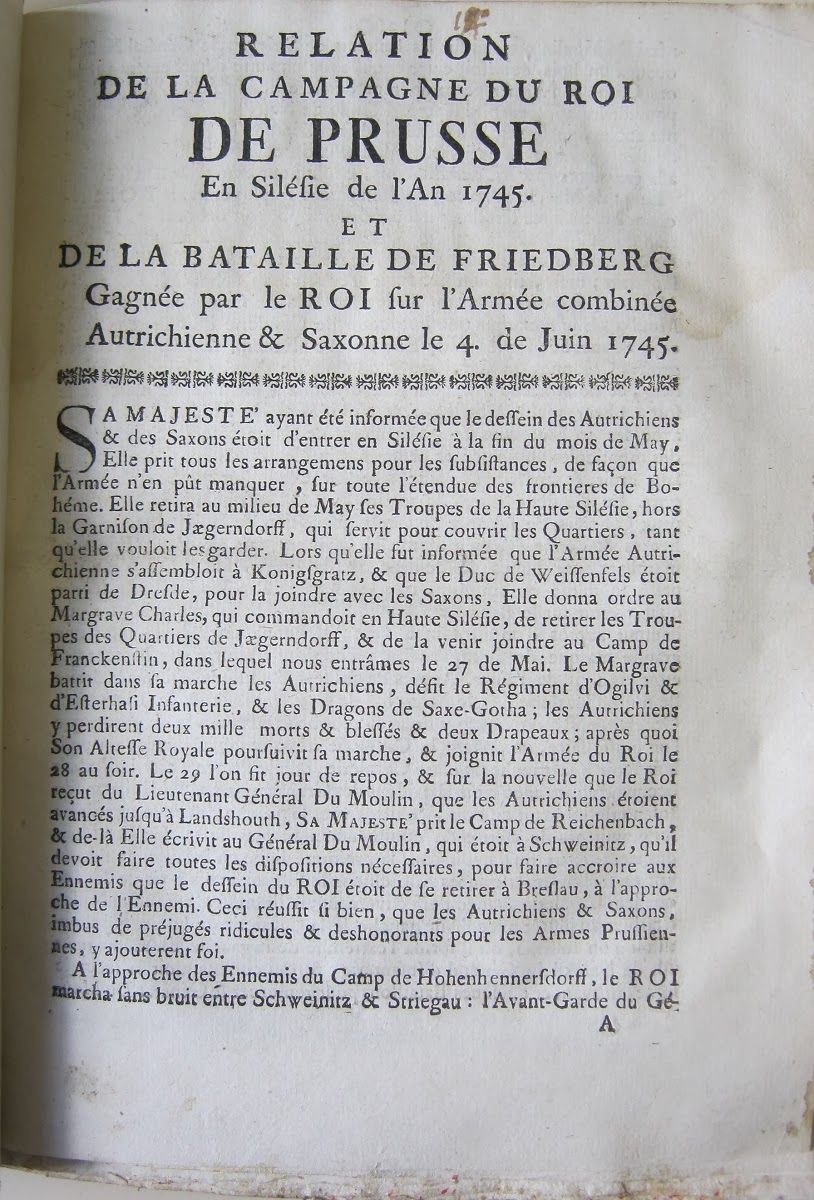 RELATION
DE LA CAMPAGNE DU ROI
DE PRUSSE
En Siléſie de l'An 1745.
ET
DE LA BATAILLE DE FRIEDBERG
Gagnée par le ROI ſur l'Armée combinée
Autrichienne & Saxonne le 4. de Juin 1745.
SA MAJESTE' ayant été informée que le deſſein des Autrichiens
& des Saxons étoit d'entrer en Siléſie à la fin du mois de May,
Elle prit tous les arrangemens pour les ſubſiſtances, de façon que
l'Armée n'en pût manquer, ſur toute l'étendue des frontieres de Bo-
héme. Elle retira au milieu de May ſes Troupes de la Haute Siléſie, hors
la Garniſon de Jægerndorff, qui ſervit pour couvrir les Quartiers, tant
qu'elle vouloit les garder. Lors qu'elle fut informée que l'Armée Autri-
chienne s'aſſembloit à Konigſgratz, & que le Duc de Weiſſenfels étoit
parti de Dreſde, pour la joindre avec les Saxons, Elle donna ordre au
Margrave Charles, qui commandoit en Haute Siléſie, de retirer les Trou-
pes des Quartiers de Jægerndorff, & de la venir joindre au Camp de
Franckenſtin, dans lequel nous entrâmes le 27 de Mai. Le Margrave
battit dans ſa marche les Autrichiens, défit le Régiment d'Ogilvi &
d'Eſterhaſi Infanterie, & les Dragons de Saxe-Gotha; les Autrichiens
y perdirent deux mille morts & bleſſés & deux Drapeaux; après quoi
Son Alteſſe Royale pourſuivit ſa marche, & joignit l'Armée du Roi le
28 au ſoir. Le 29 l'on fit jour de repos, & ſur la nouvelle que le Roi
reçut du Lieutenant Général Du Moulin, que les Autrichiens étoient
avancés juſqu'à Landshouth, SA MAJESTE' prit le Camp de Reichenbach,
& de-là Elle écrivit au Général Du Moulin, qui étoit à Schweinitz, qu'il
devoit faire toutes les diſpoſitions néceſſaires, pour faire accroire aux
Ennemis que le deſſein du ROI étoit de ſe retirer à Breſlau, à l'appro-
che de l'Ennemi. Ceci réuſſit ſi bien, que les Autrichiens & Saxons,
imbus de préjugés ridicules & deshonorants pour les Armes Pruſſien-
nes, y ajouterent foi.
A l'approche des Ennemis du Camp de Hohenhennerſdorff, le ROI
marcha ſans bruit entre Schweinitz & Striegau: l'Avant-Garde du Gé-
A